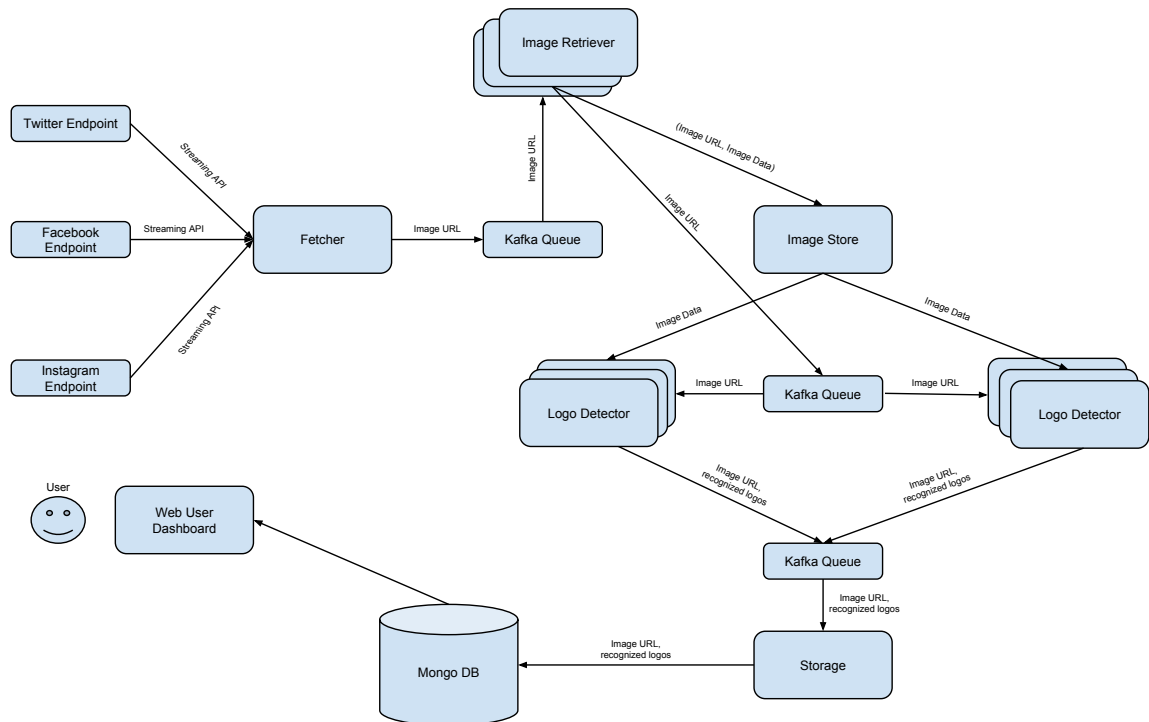 Image Retriever
Twitter Endpoint
Streaming API
Image URL
(Image URL, Image Data)
Image URL
Facebook
Endpoint
Streaming API
Fetcher
Image URL
Kafka Queue
Image Store
Streaming API
Image Data
Image Data
Instagram
Endpoint
Logo Detector
Image URL
Kafka Queue
Image URL
Logo Detector
Image URL,
recognized logos
Image URL,
recognized logos
User
Web User
Dashboard
Kafka Queue
Image URL,
recognized logos
Mongo DB
Image URL,
recognized logos
Storage